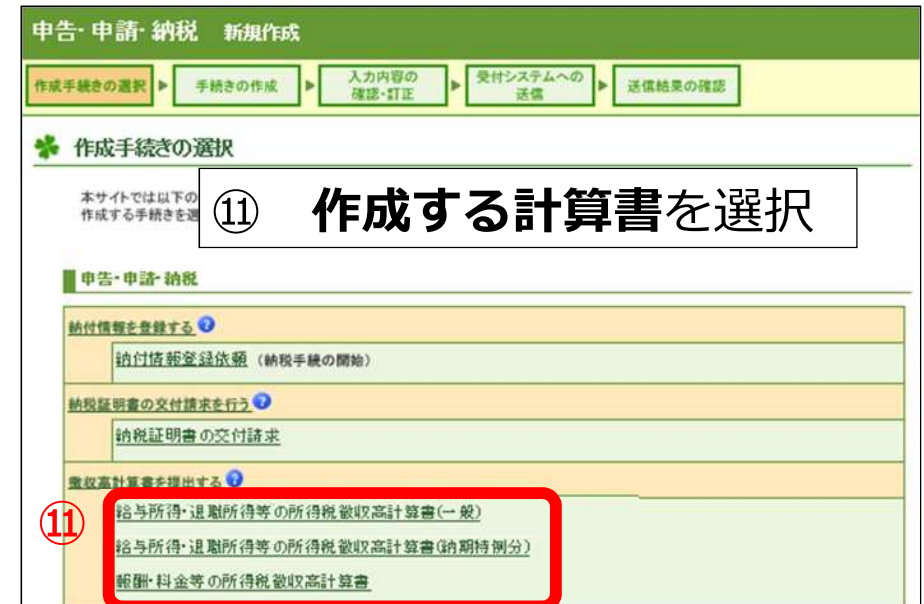 申告・申請・納税 新規作成
作成手続きの選択 ▶ 手続きの作成 ▶ 入力内容の確認・訂正 ▶ 受付システムへの送信 ▶ 送信結果の確認
作成手続きの選択
本サイトでは以下の
作成する手続きを選
⑪ 作成する計算書を選択
申告・申請・納税
納付情報を登録する ?
納付情報登録依頼 (納税手続の開始)
納税証明書の交付請求を行う ?
納税証明書の交付請求
徴収高計算書を提出する ?
⑪
給与所得・退職所得等の所得税徴収高計算書(一般)
給与所得・退職所得等の所得税徴収高計算書(納期特例分)
報酬・料金等の所得税徴収高計算書